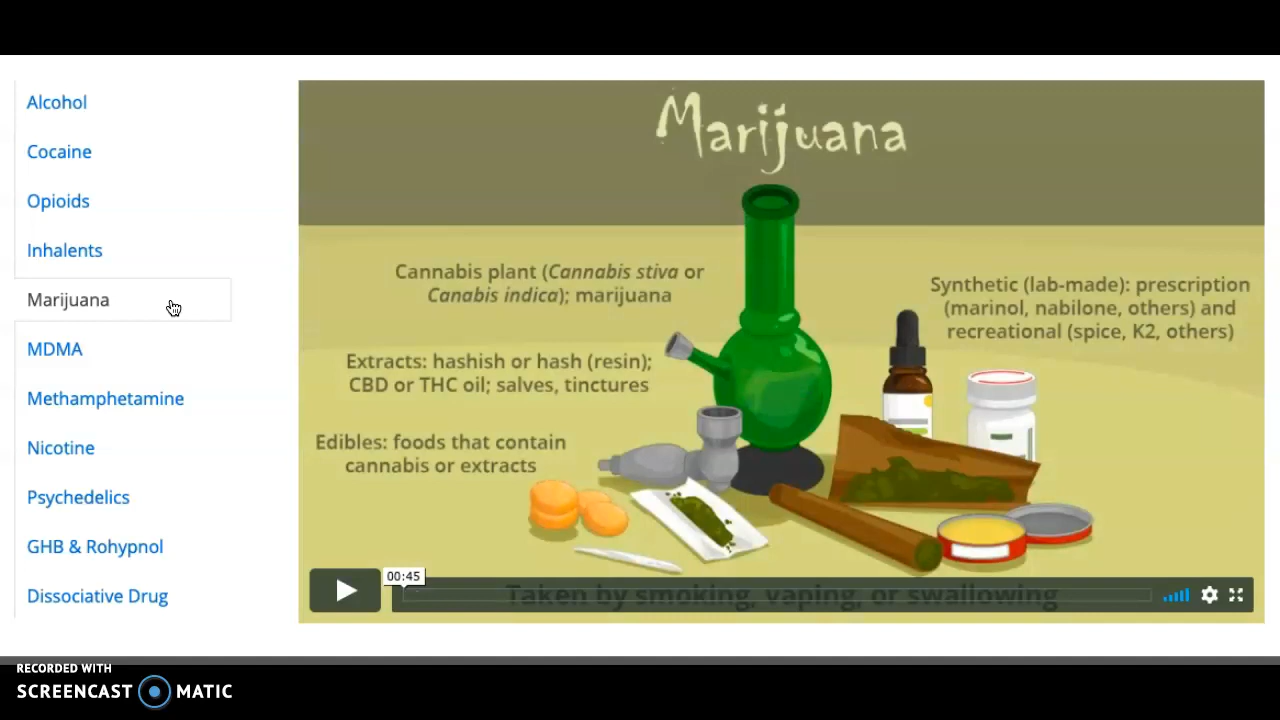 Alcohol
Cocaine
Opioids
Inhalents
Marijuana
MDMA
Methamphetamine
Nicotine
Psychedelics
GHB & Rohypnol
Dissociative Drug
Marijuana
Cannabis plant (Cannabis stiva or
Canabis indica); marijuana
Extracts: hashish or hash (resin);
CBD or THC oil; salves, tinctures
Edibles: foods that contain
cannabis or extracts
Synthetic (lab-made): prescription
(marinol, nabilone, others) and
recreational (spice, K2, others)
00:45
Taken by smoking, vaping, or swallowing
RECORDED WITH
SCREENCAST MATIC